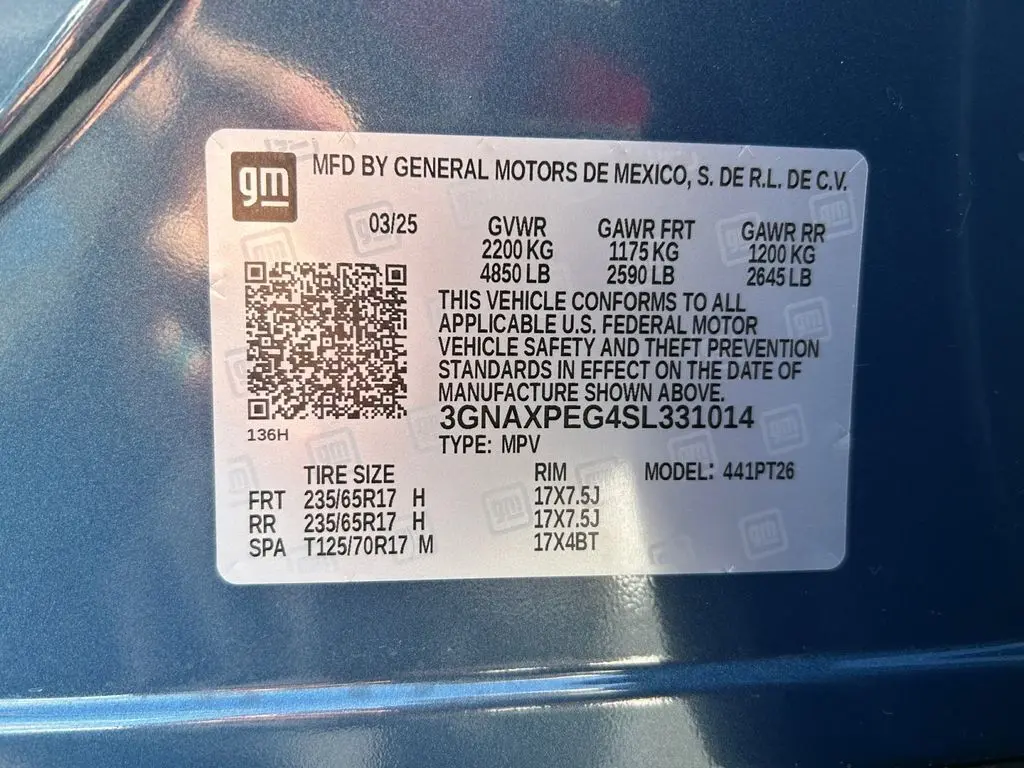 gm
MFD BY GENERAL MOTORS DE MEXICO, S. DE R.L. DE C.V.
03/25 GVWR GAWR FRT GAWR RR
2200 KG 1175 KG 1200 KG
4850 LB 2590 LB 2645 LB
THIS VEHICLE CONFORMS TO ALL
APPLICABLE U.S. FEDERAL MOTOR
VEHICLE SAFETY AND THEFT PREVENTION
STANDARDS IN EFFECT ON THE DATE OF
MANUFACTURE SHOWN ABOVE.
3GNAXPEG4SL331014
136H
TYPE: MPV
TIRE SIZE RIM MODEL: 441PT26
FRT 235/65R17 H 17X7.5J
RR 235/65R17 H 17X7.5J
SPA T125/70R17 M 17X4BT